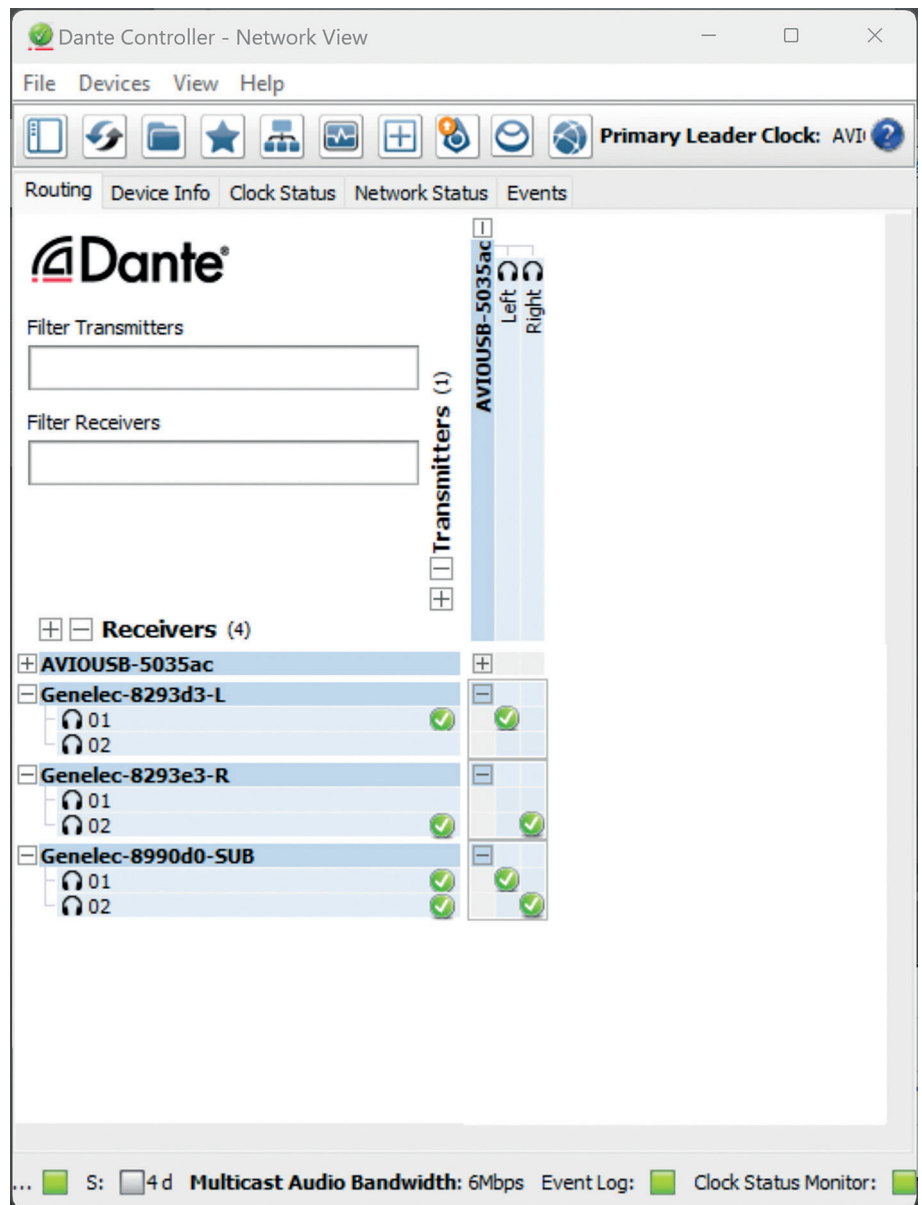 Dante Controller - Network View
File Devices View Help
Primary Leader Clock: AVI
Routing Device Info Clock Status Network Status Events
Dante®
Filter Transmitters
Filter Receivers
Transmitters (1)
AVIOUSB-5035ac
Left
Right
Receivers (4)
AVIOUSB-5035ac
Genelec-8293d3-L
01
02
Genelec-8293e3-R
01
02
Genelec-8990d0-SUB
01
02
... S: 4 d Multicast Audio Bandwidth: 6Mbps Event Log: Clock Status Monitor: